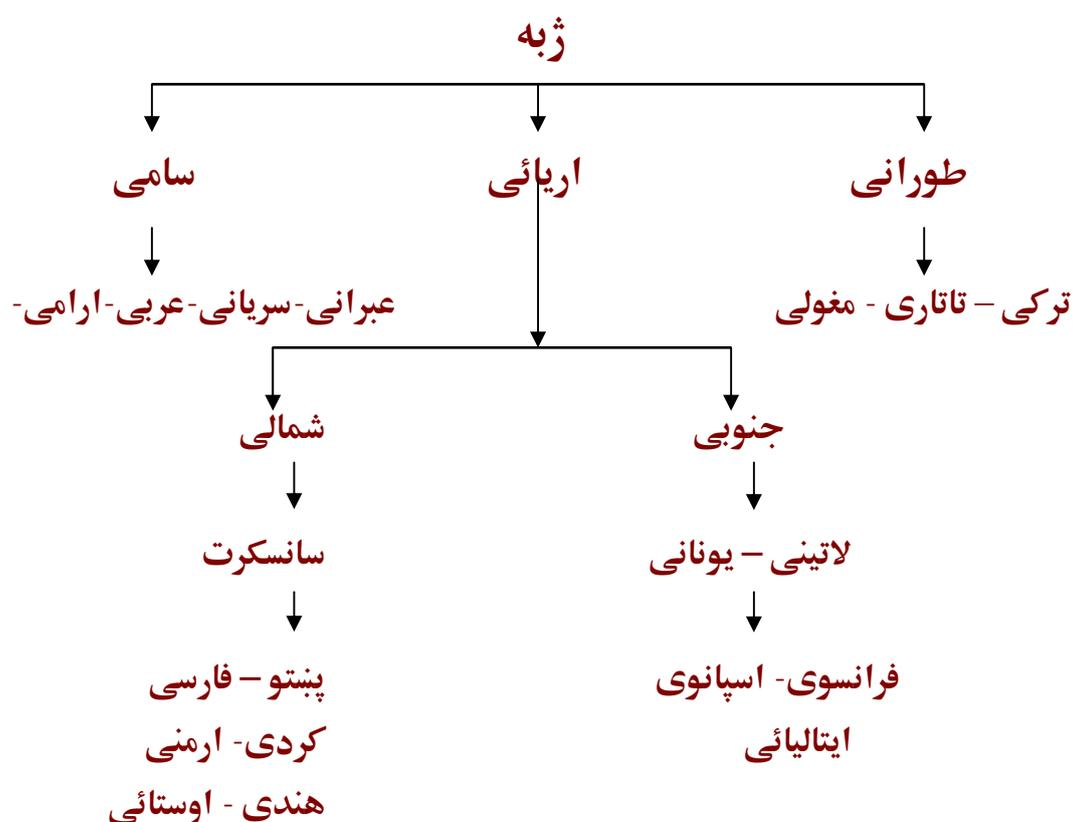 ژبه
طورانی
اریائی
سامی
ترکی – تاتاری - مغولی
عبرانی-سریانی-عربی-ارامی-
جنوبی
شمالی
لاتینی – یونانی
سانسکرت
فرانسوی- اسپانوی
ایتالیائی
پښتو – فارسی
کردی- ارمنی
هندی - اوستائی